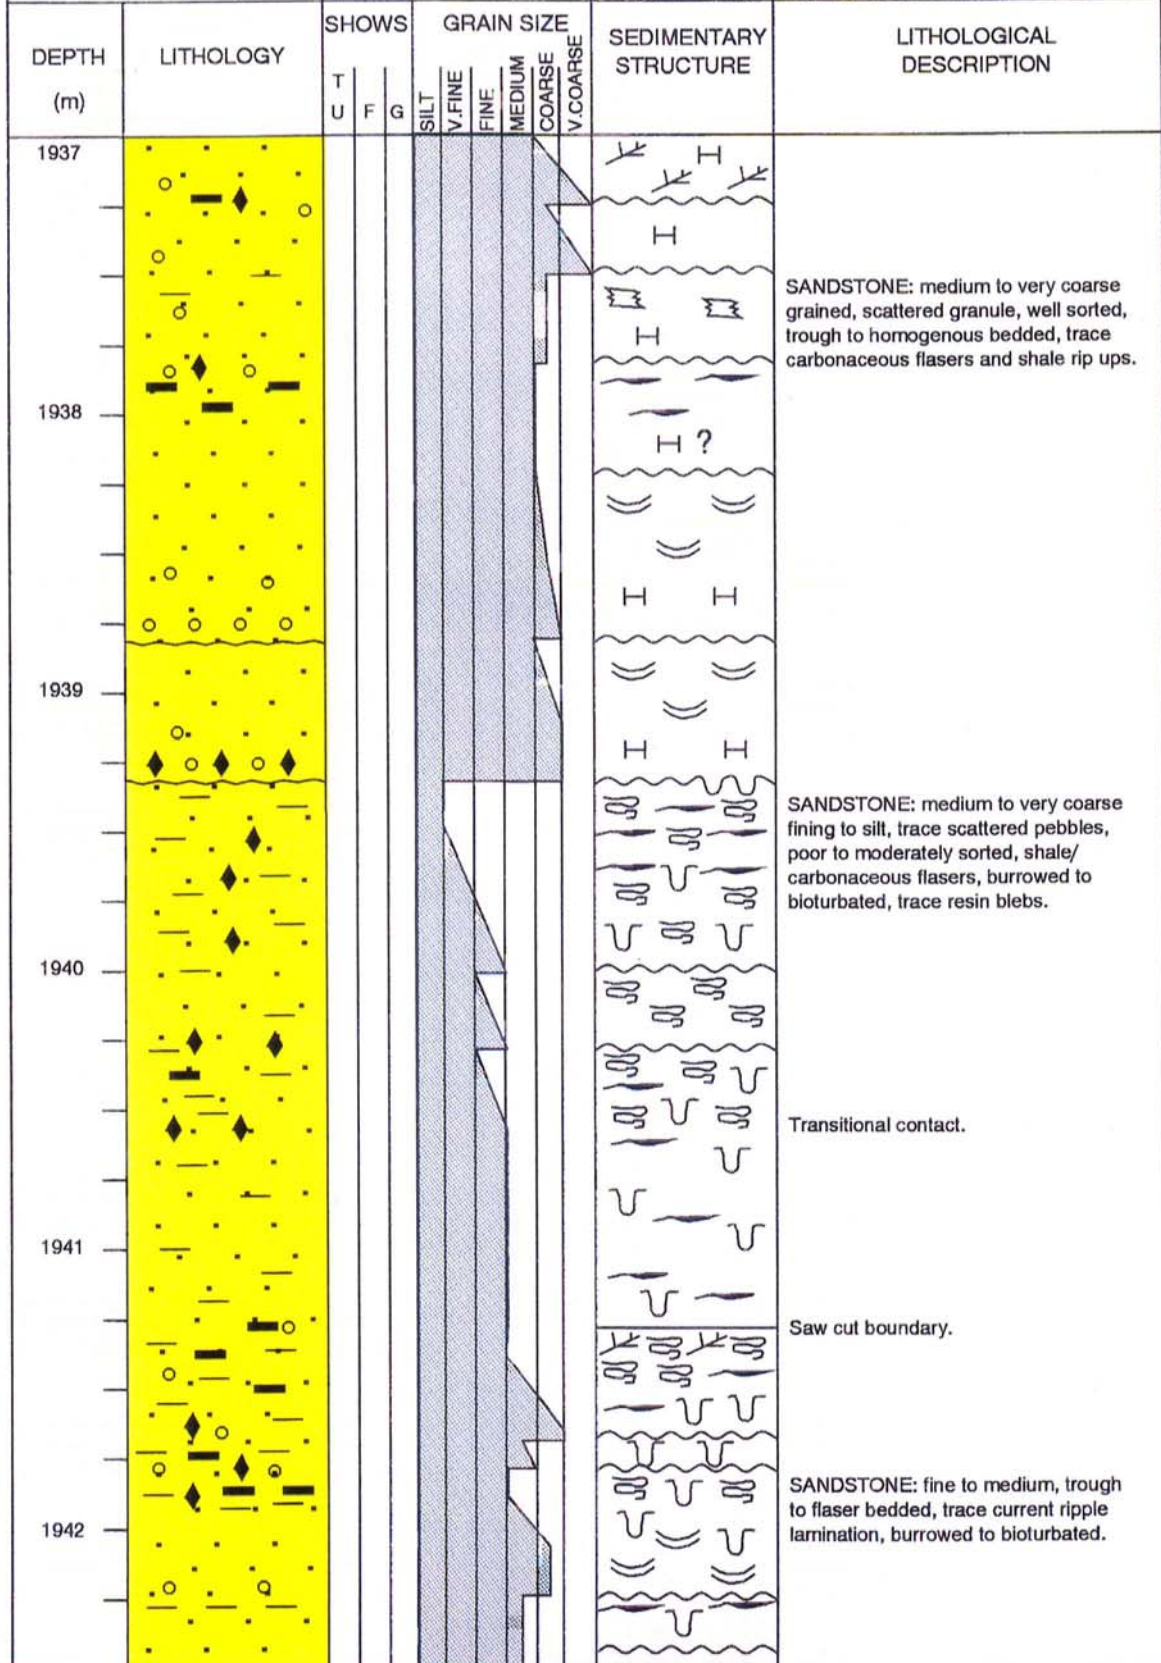 DEPTH
(m)
LITHOLOGY
SHOWS
T
U
F
G
GRAIN SIZE
SILT
V.FINE
FINE
MEDIUM
COARSE
V.COARSE
SEDIMENTARY
STRUCTURE
LITHOLOGICAL
DESCRIPTION
1937
H
H
SANDSTONE: medium to very coarse
grained, scattered granule, well sorted,
trough to homogenous bedded, trace
carbonaceous flasers and shale rip ups.
H
1938
H ?
H H
1939
H H
SANDSTONE: medium to very coarse
fining to silt, trace scattered pebbles,
poor to moderately sorted, shale/
carbonaceous flasers, burrowed to
bioturbated, trace resin blebs.
1940
Transitional contact.
1941
Saw cut boundary.
SANDSTONE: fine to medium, trough
to flaser bedded, trace current ripple
lamination, burrowed to bioturbated.
1942